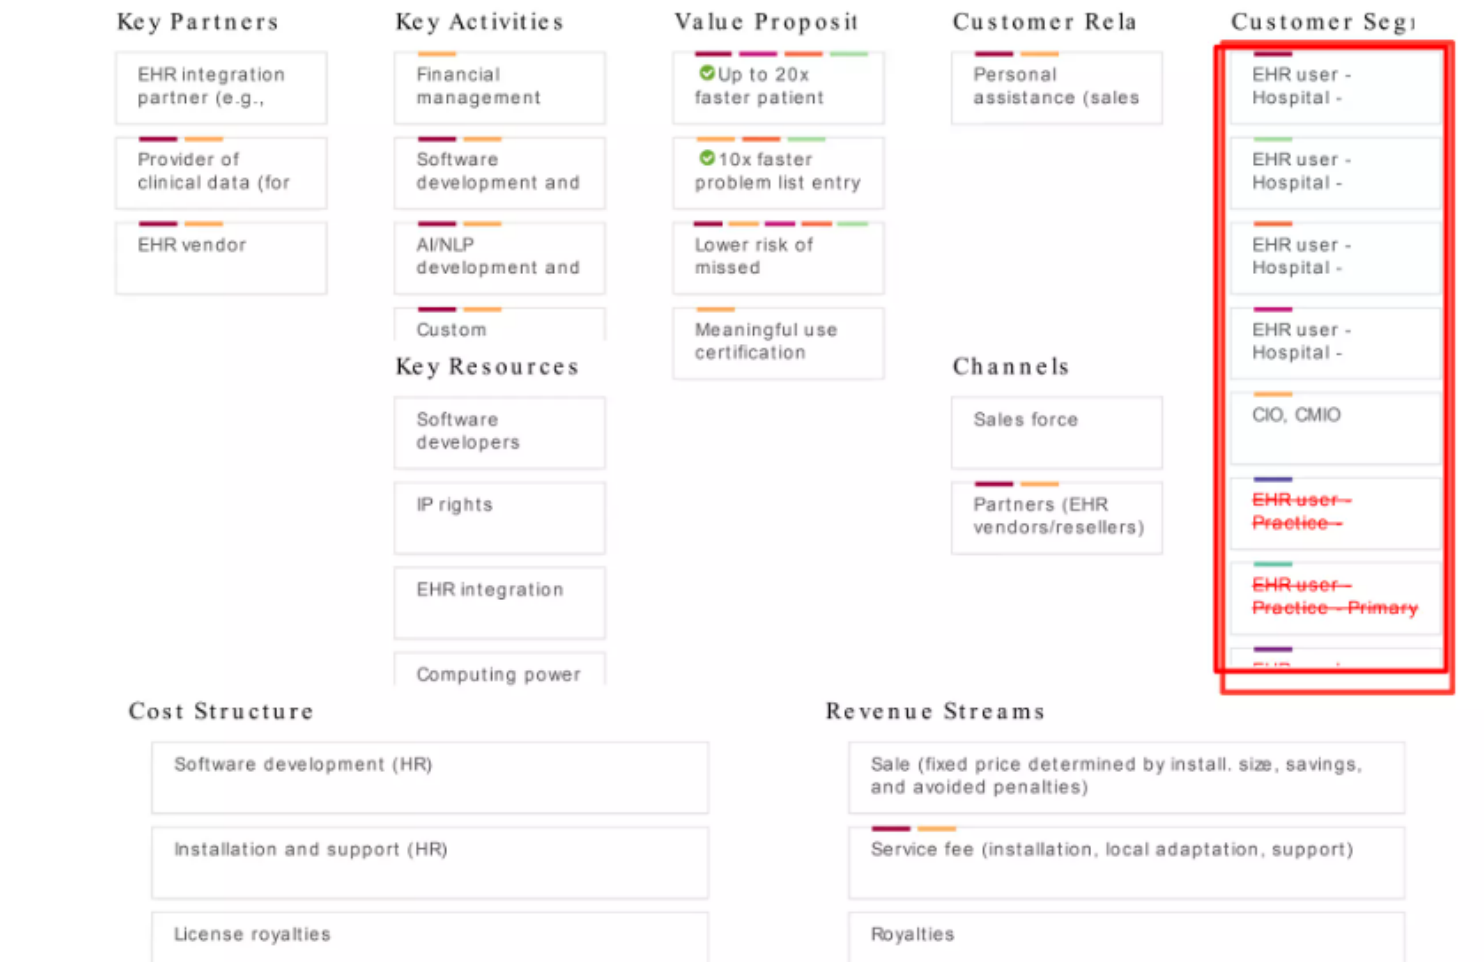 Key Partners
EHR integration
partner (e.g.,
Provider of
clinical data (for
EHR vendor
Key Activities
Financial
management
Software
development and
AI/NLP
development and
Custom
Key Resources
Software
developers
IP rights
EHR integration
Computing power
Value Proposit
Up to 20x
faster patient
10x faster
problem list entry
Lower risk of
missed
Meaningful use
certification
Customer Rela
Personal
assistance (sales
Channels
Sales force
Partners (EHR
vendors/resellers)
Customer Seg
EHR user -
Hospital -
EHR user -
Hospital -
EHR user -
Hospital -
EHR user -
Hospital -
CIO, CMIO
EHR user -
Practice -
EHR user -
Practice - Primary
Cost Structure
Software development (HR)
Installation and support (HR)
License royalties
Revenue Streams
Sale (fixed price determined by install. size, savings,
and avoided penalties)
Service fee (installation, local adaptation, support)
Royalties